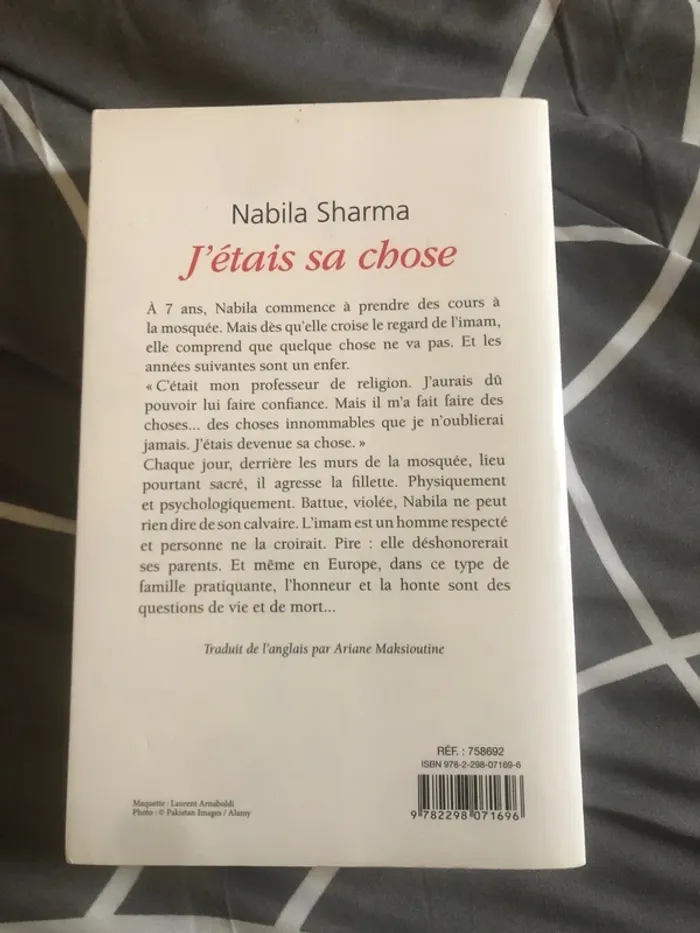 Nabila Sharma
J'étais sa chose
À 7 ans, Nabila commence à prendre des cours à
la mosquée. Mais dès qu'elle croise le regard de l'imam,
elle comprend que quelque chose ne va pas. Et les
années suivantes sont un enfer.
« C'était mon professeur de religion. J'aurais dû
pouvoir lui faire confiance. Mais il m'a fait faire des
choses... des choses innommables que je n'oublierai
jamais. J'étais devenue sa chose. »
Chaque jour, derrière les murs de la mosquée, lieu
pourtant sacré, il agresse la fillette. Physiquement
et psychologiquement. Battue, violée, Nabila ne peut
rien dire de son calvaire. L'imam est un homme respecté
et personne ne la croirait. Pire : elle déshonorerait
ses parents. Et même en Europe, dans ce type de
famille pratiquante, l'honneur et la honte sont des
questions de vie et de mort...
Traduit de l'anglais par Ariane Maksioutine
RÉF. : 758692
ISBN 978-2-298-07169-6
Maquette : Laurent Arnaboldi
Photo : © Pakistan Images / Alamy
9 782298 071696